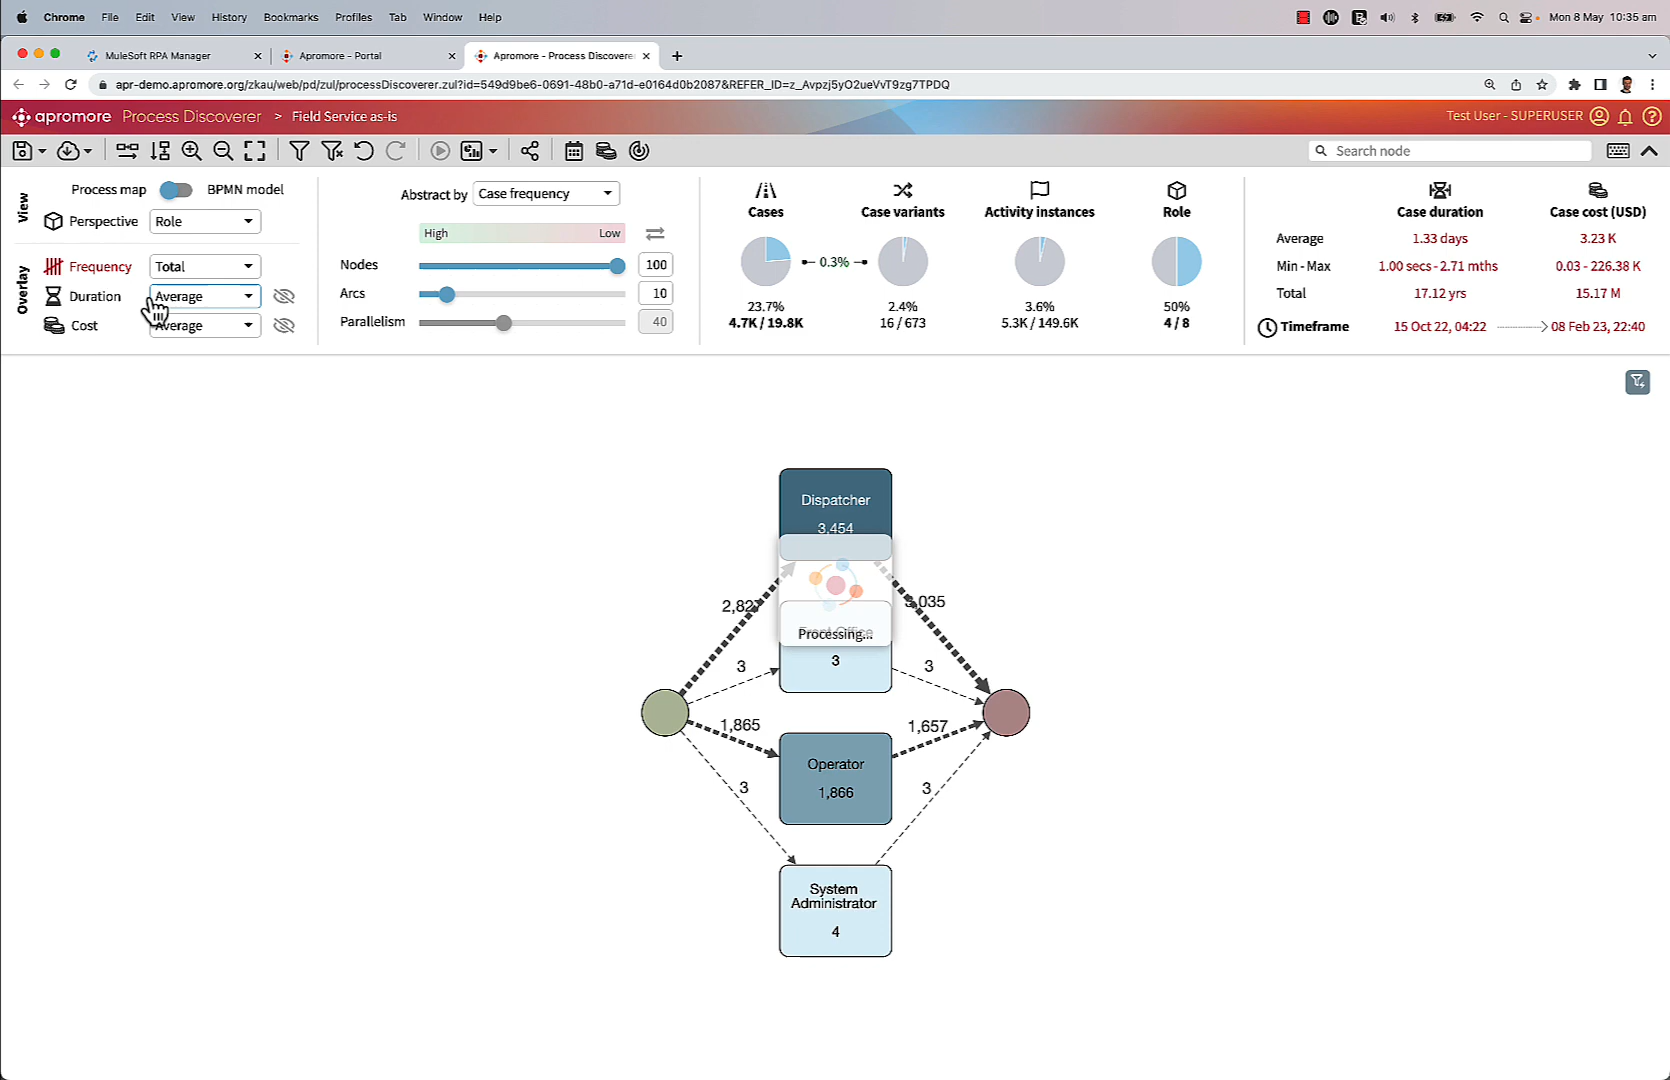 Chrome File Edit View History Bookmarks Profiles Tab Window Help Mon 8 May 10:35 am
MuleSoft RPA Manager Apromore - Portal Apromore - Process Discoverer
apr-demo.apromore.org/zkau/web/pd/zul/processDiscoverer.zul?id=549d9be6-0691-48b0-a71d-e0164d0b2087&REFER_ID=z_Avpzj5yO2ueVvT9zg7TPDQ
apromore Process Discoverer > Field Service as-is Test User - SUPERUSER
Search node
View
Process map BPMN model
Perspective Role
Overlay
Frequency Total
Duration Average
Cost Average
Abstract by Case frequency
High Low
Nodes 100
Arcs 10
Parallelism 40
Cases Case variants Activity instances Role
0.3%
23.7% 2.4% 3.6% 50%
4.7K / 19.8K 16 / 673 5.3K / 149.6K 4 / 8
Case duration Case cost (USD)
Average 1.33 days 3.23 K
Min - Max 1.00 secs - 2.71 mths 0.03 - 226.38 K
Total 17.12 yrs 15.17 M
Timeframe 15 Oct 22, 04:22 08 Feb 23, 22:40
Dispatcher
3,454
3,035
Front Office
Processing...
3
3
3
1,865
1,657
Operator
1,866
3
3
System
Administrator
4